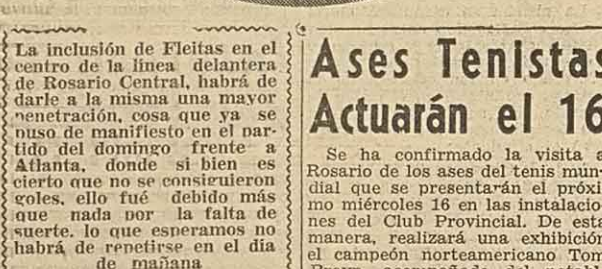 La inclusión de Fleitas en el
centro de la línea delantera
de Rosario Central, habrá de
darle a la misma una mayor
penetración, cosa que ya se
puso de manifiesto en el par-
tido del domingo frente a
Atlanta, donde si bien es
cierto que no se consiguieron
goles, ello fué debido más
que nada por la falta de
suerte, lo que esperamos no
habrá de repetirse en el día
de mañana
Ases Tenistas
Actuarán el 16
Se ha confirmado la visita a
Rosario de los ases del tenis mun-
dial que se presentarán el próxi-
mo miércoles 16 en las instalacio-
nes del Club Provincial. De esta
manera, realizará una exhibición
el campeón norteamericano Tom